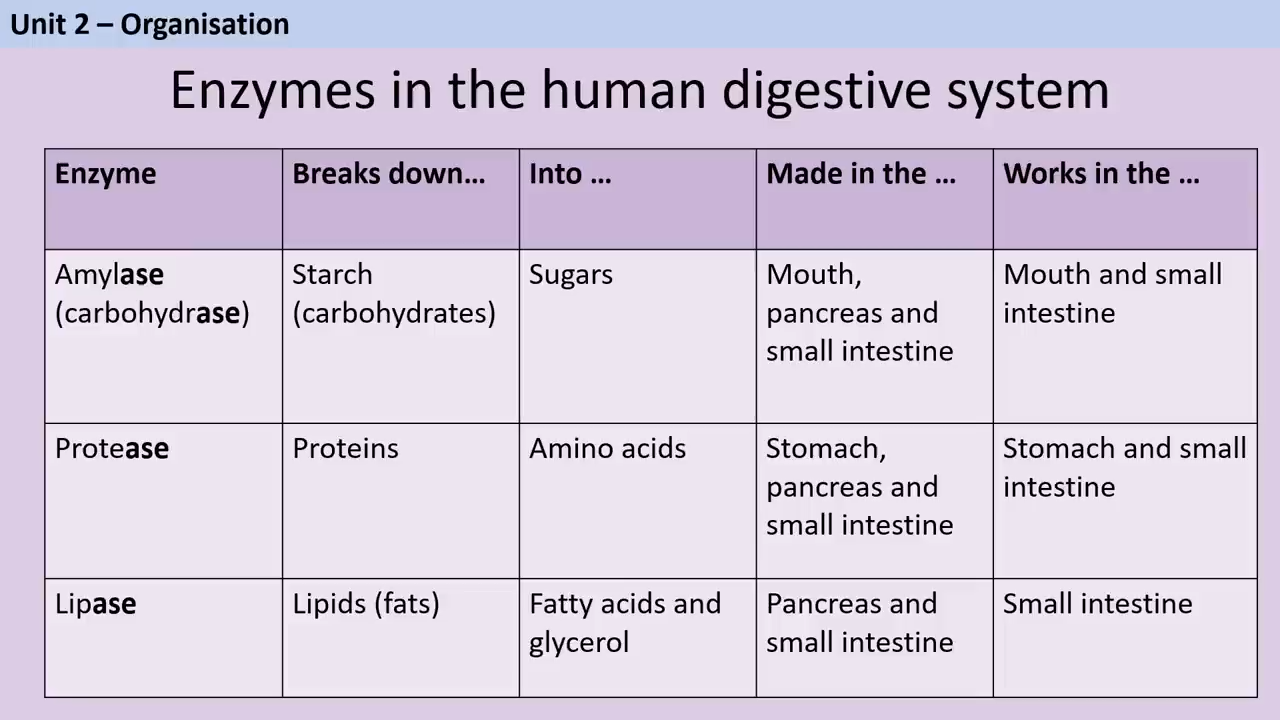 Unit 2 – Organisation
Enzymes in the human digestive system
Enzyme
Breaks down…
Into …
Made in the …
Works in the …
Amylase
(carbohydrase)
Starch
(carbohydrates)
Sugars
Mouth,
pancreas and
small intestine
Mouth and small
intestine
Protease
Proteins
Amino acids
Stomach,
pancreas and
small intestine
Stomach and small
intestine
Lipase
Lipids (fats)
Fatty acids and
glycerol
Pancreas and
small intestine
Small intestine